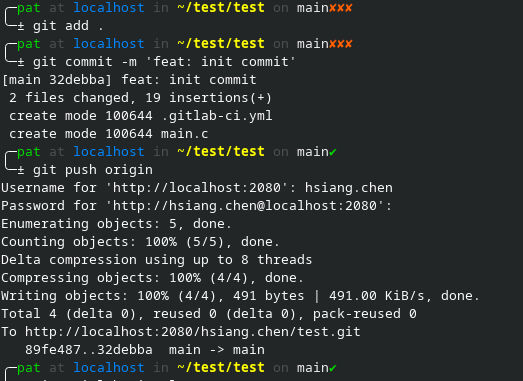 ╭─pat at localhost in ~/test/test on main✘✘✘
╰─± git add .
╭─pat at localhost in ~/test/test on main✘✘✘
╰─± git commit -m 'feat: init commit'
[main 32debba] feat: init commit
 2 files changed, 19 insertions(+)
 create mode 100644 .gitlab-ci.yml
 create mode 100644 main.c
╭─pat at localhost in ~/test/test on main✔
╰─± git push origin
Username for 'http://localhost:2080': hsiang.chen
Password for 'http://hsiang.chen@localhost:2080':
Enumerating objects: 5, done.
Counting objects: 100% (5/5), done.
Delta compression using up to 8 threads
Compressing objects: 100% (4/4), done.
Writing objects: 100% (4/4), 491 bytes | 491.00 KiB/s, done.
Total 4 (delta 0), reused 0 (delta 0), pack-reused 0
To http://localhost:2080/hsiang.chen/test.git
   89fe487..32debba  main -> main
╭─pat at localhost in ~/test/test on main✔